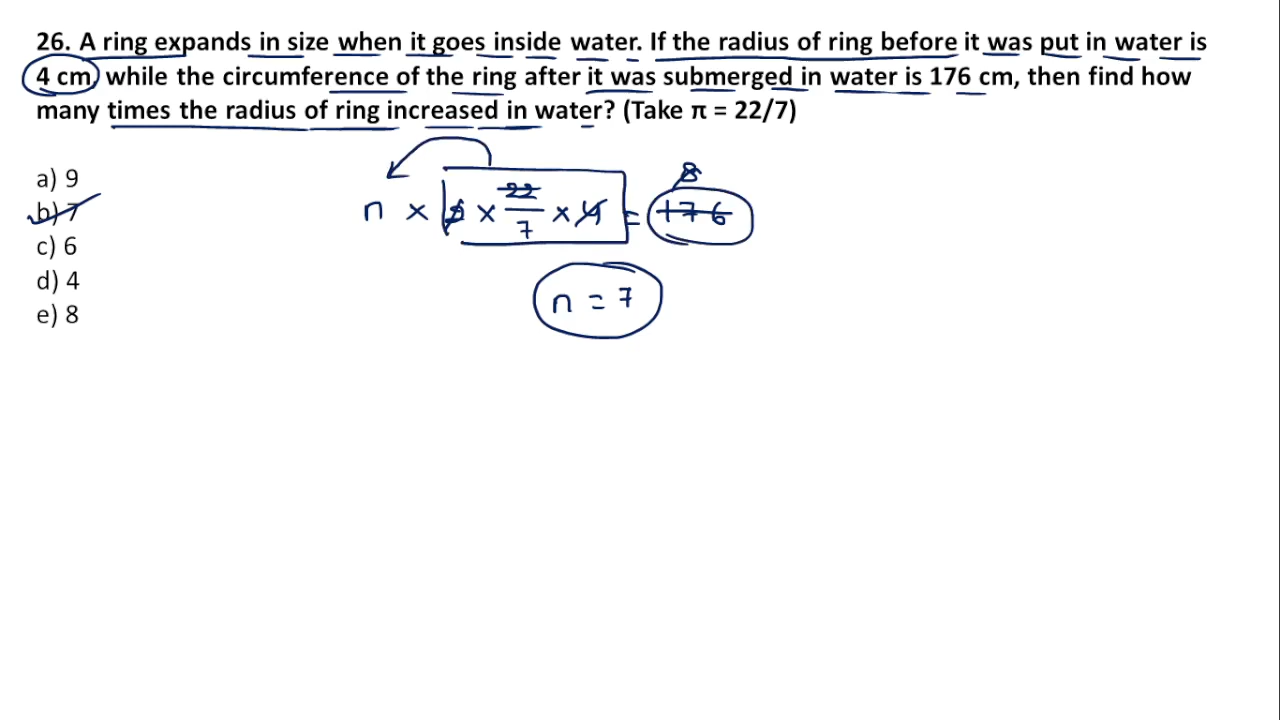 26. A ring expands in size when it goes inside water. If the radius of ring before it was put in water is
4 cm, while the circumference of the ring after it was submerged in water is 176 cm, then find how
many times the radius of ring increased in water? (Take π = 22/7)
a) 9
b) 7
c) 6
d) 4
e) 8
8
n × 2 × 22/7 × 4 = 176
n = 7